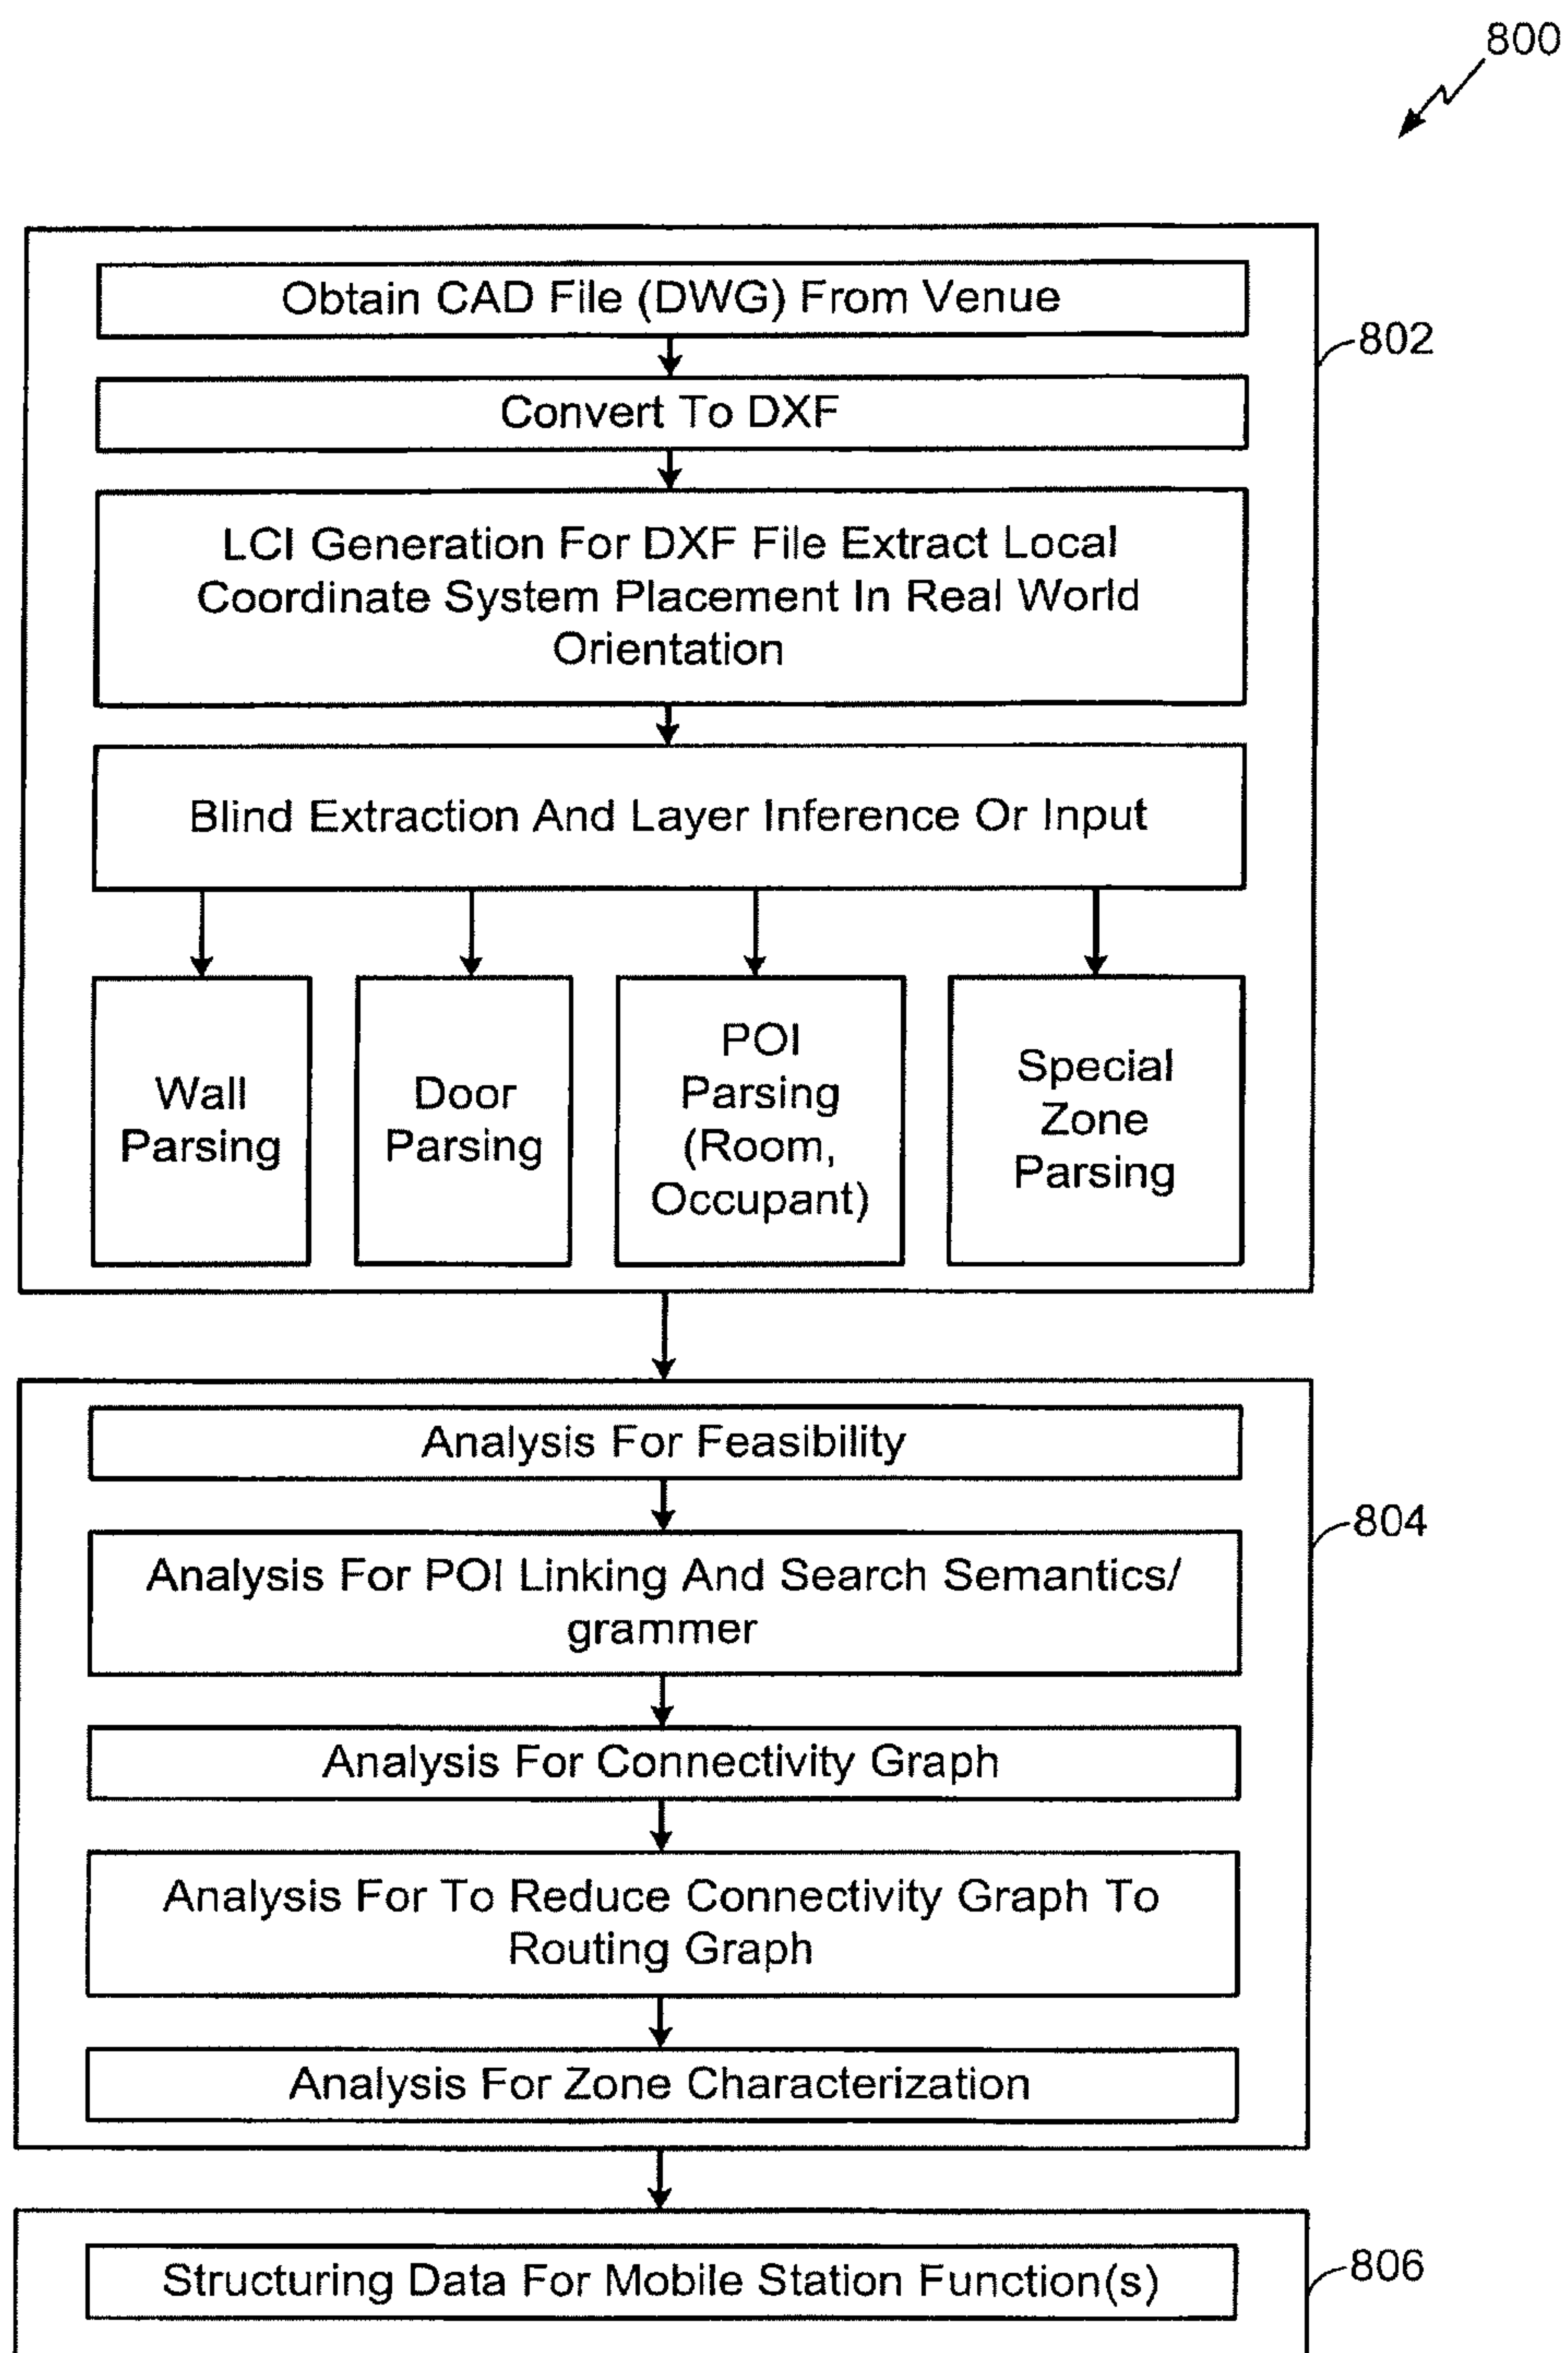 800
Obtain CAD File (DWG) From Venue
802
Convert To DXF
LCI Generation For DXF File Extract Local
Coordinate System Placement In Real World
Orientation
Blind Extraction And Layer Inference Or Input
Wall
Parsing
Door
Parsing
POI
Parsing
(Room,
Occupant)
Special
Zone
Parsing
Analysis For Feasibility
804
Analysis For POI Linking And Search Semantics/
grammer
Analysis For Connectivity Graph
Analysis For To Reduce Connectivity Graph To
Routing Graph
Analysis For Zone Characterization
Structuring Data For Mobile Station Function(s)
806